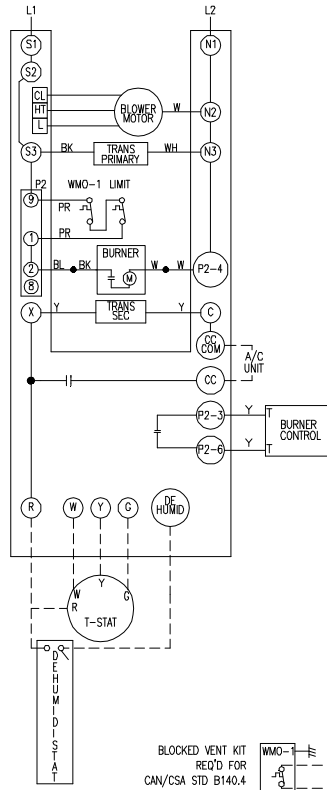 L1 L2
S1 N1
S2
CL
HT BLOWER MOTOR W N2
L
S3 BK TRANS PRIMARY WH N3
P2 WMO-1 LIMIT
9 PR
1 PR
BURNER
2 BL BK M W W P2-4
8
X Y TRANS SEC Y C
CC COM
A/C UNIT
CC
P2-3 Y T
BURNER CONTROL
P2-6 Y T
R W Y G DE HUMID
W Y G
R
T-STAT
DEHUMIDISTAT
BLOCKED VENT KIT WMO-1
REQ'D FOR
CAN/CSA STD B140.4